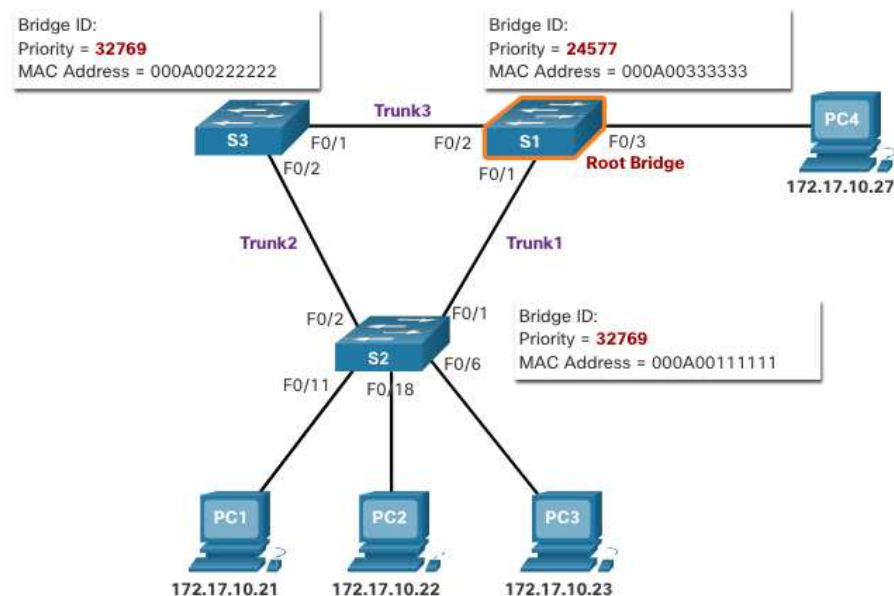 Bridge ID:
Priority = 32769
MAC Address = 000A00222222
Bridge ID:
Priority = 24577
MAC Address = 000A00333333
Trunk3
S3
F0/1
F0/2
S1
F0/3
PC4
F0/2
F0/1
Root Bridge
172.17.10.27
Trunk2
Trunk1
F0/2
F0/1
S2
F0/6
Bridge ID:
Priority = 32769
MAC Address = 000A00111111
F0/11
F0/18
PC1
PC2
PC3
172.17.10.21
172.17.10.22
172.17.10.23